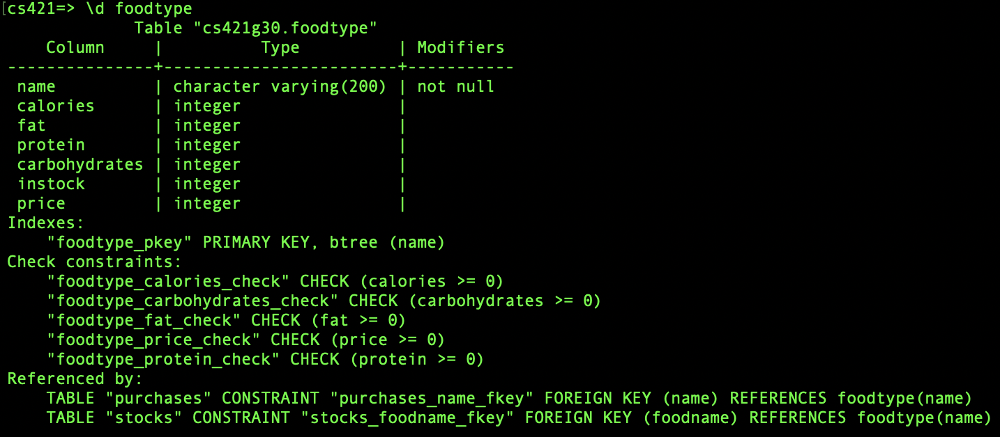 [cs421=> \d foodtype
             Table "cs421g30.foodtype"
    Column     |          Type          | Modifiers
---------------+------------------------+-----------
 name          | character varying(200) | not null
 calories      | integer                |
 fat           | integer                |
 protein       | integer                |
 carbohydrates | integer                |
 instock       | integer                |
 price         | integer                |
Indexes:
    "foodtype_pkey" PRIMARY KEY, btree (name)
Check constraints:
    "foodtype_calories_check" CHECK (calories >= 0)
    "foodtype_carbohydrates_check" CHECK (carbohydrates >= 0)
    "foodtype_fat_check" CHECK (fat >= 0)
    "foodtype_price_check" CHECK (price >= 0)
    "foodtype_protein_check" CHECK (protein >= 0)
Referenced by:
    TABLE "purchases" CONSTRAINT "purchases_name_fkey" FOREIGN KEY (name) REFERENCES foodtype(name)
    TABLE "stocks" CONSTRAINT "stocks_foodname_fkey" FOREIGN KEY (foodname) REFERENCES foodtype(name)